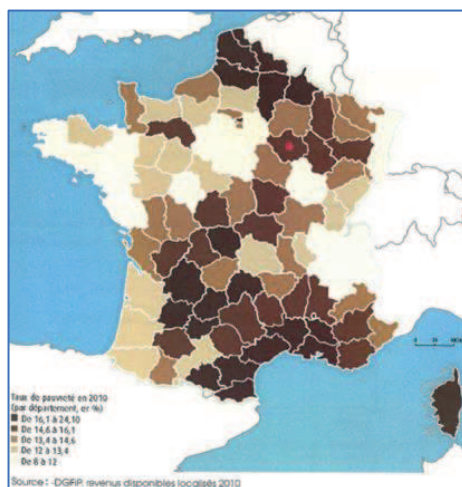 Taux de pauvreté en 2010
(par département, en %)
De 16,1 à 24,10
De 14,6 à 16,1
De 13,4 à 14,6
De 12 à 13,4
De 8 à 12
Source : -DGFiP, revenus disponibles localisés 2010